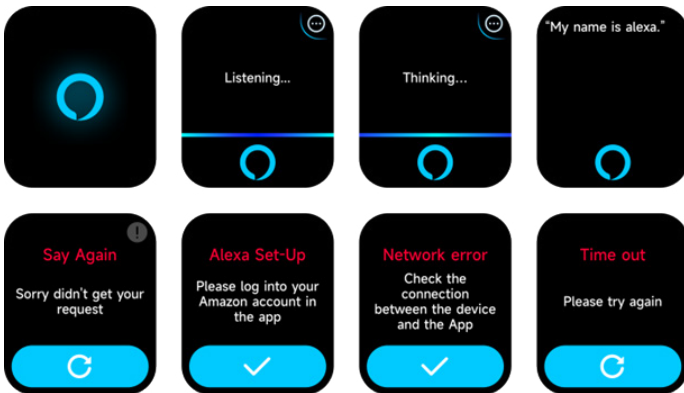 Listening...
Thinking...
“My name is alexa.”
Say Again
Sorry didn't get your
request
Alexa Set-Up
Please log into your
Amazon account in
the app
Network error
Check the
connection
between the device
and the App
Time out
Please try again